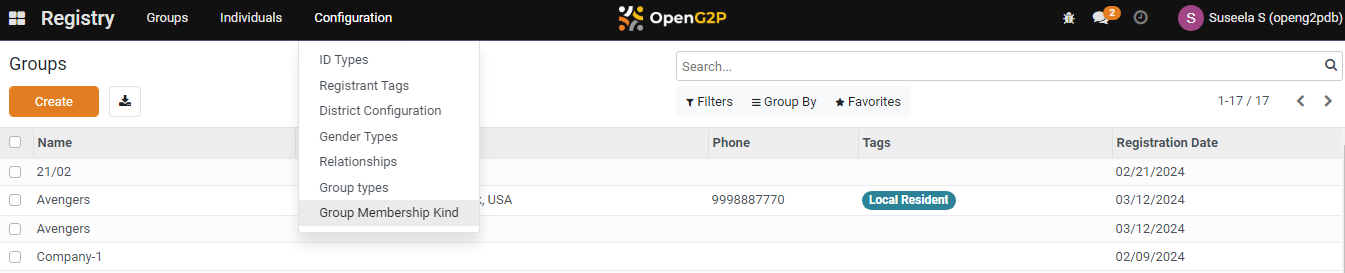 Registry Groups Individuals Configuration OpenG2P 2 S Suseela S (openg2pdb)
Groups
Search...
Create
Filters Group By Favorites 1-17 / 17
ID Types
Registrant Tags
District Configuration
Gender Types
Relationships
Group types
Group Membership Kind
Name Phone Tags Registration Date
21/02 02/21/2024
Avengers , USA 9998887770 Local Resident 03/12/2024
Avengers 03/12/2024
Company-1 02/09/2024